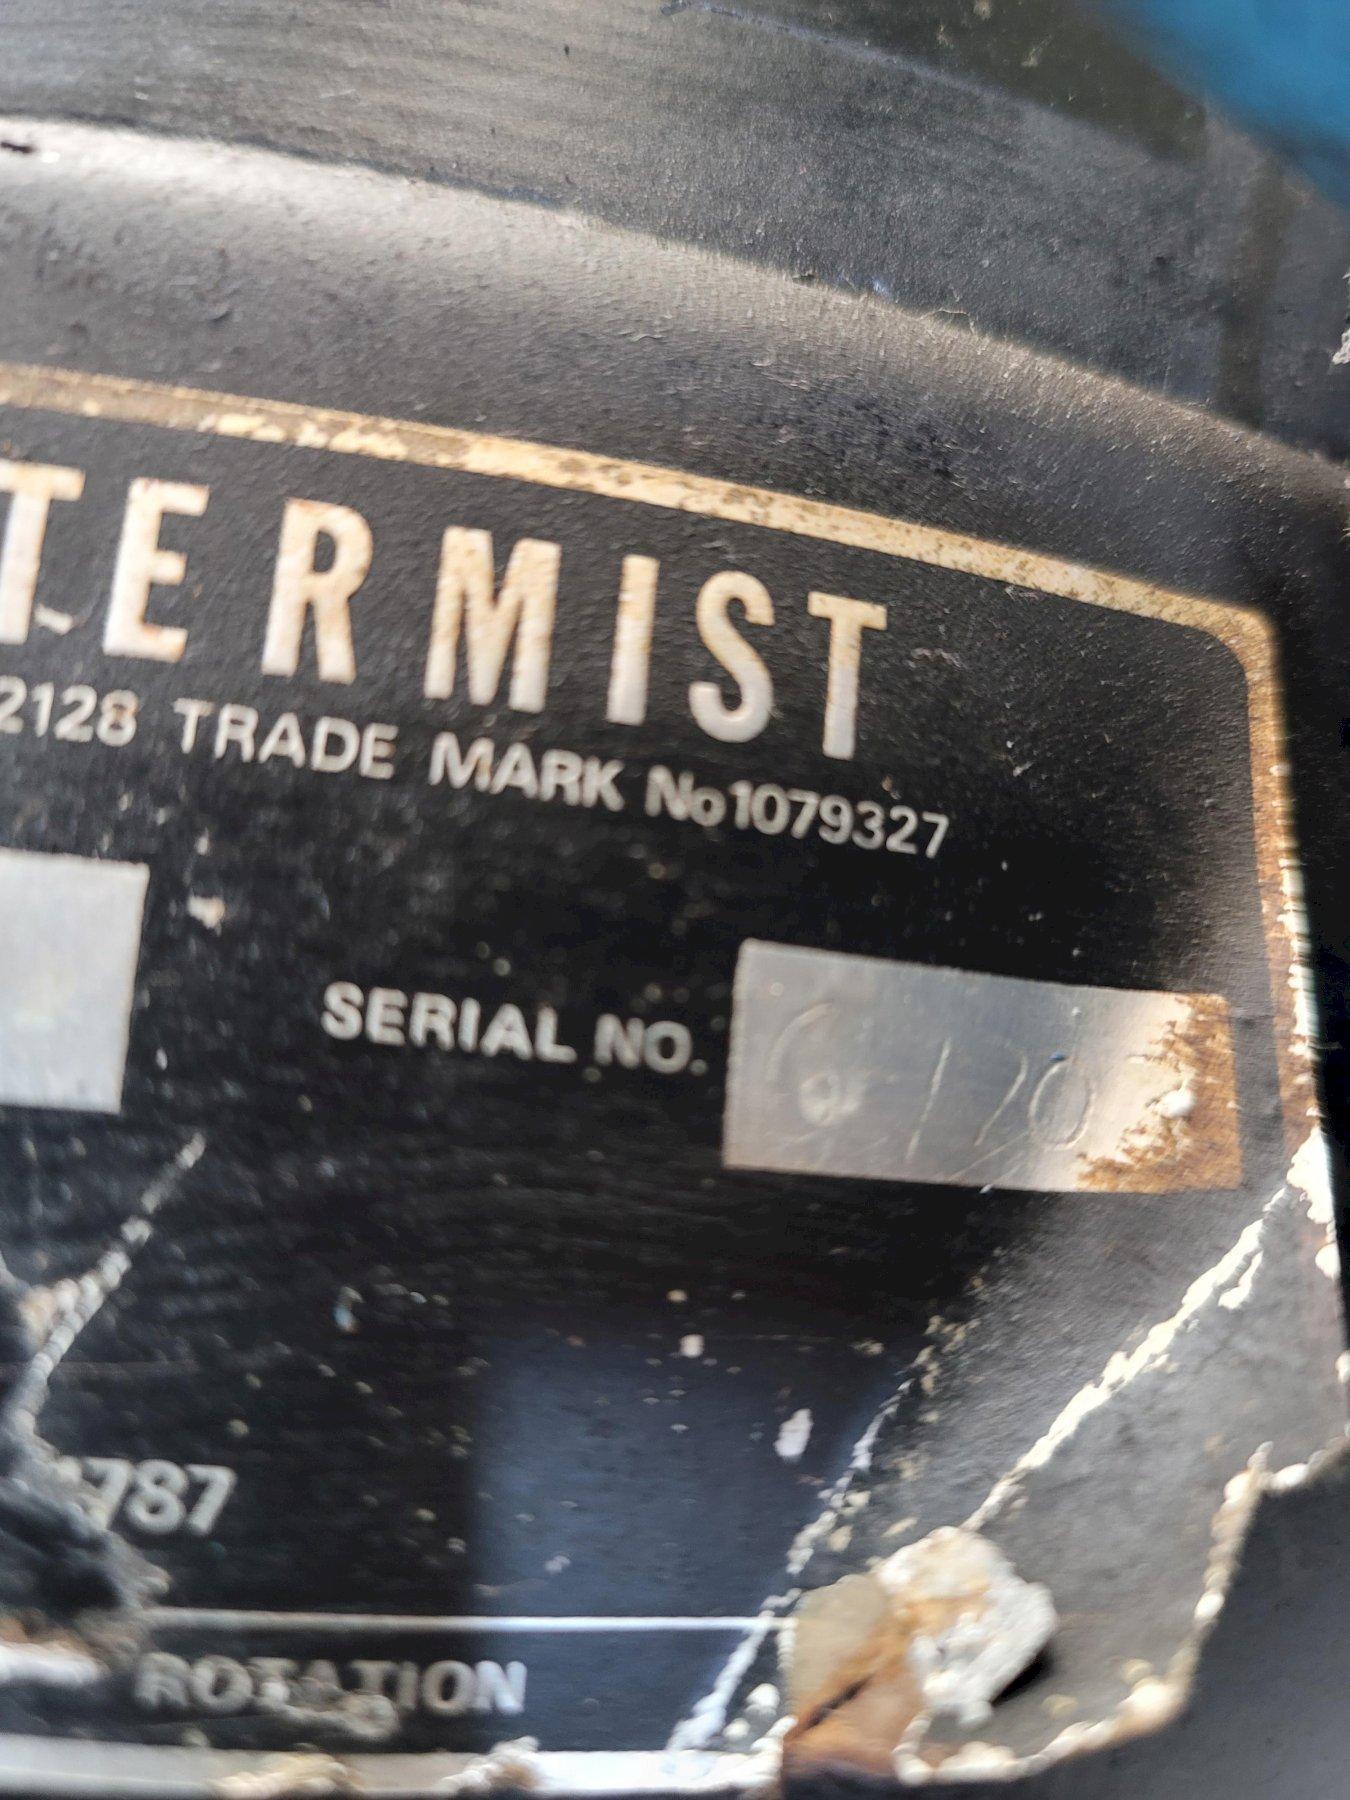 TERMIST
2128 TRADE MARK No1079327
SERIAL NO.
787
ROTATION